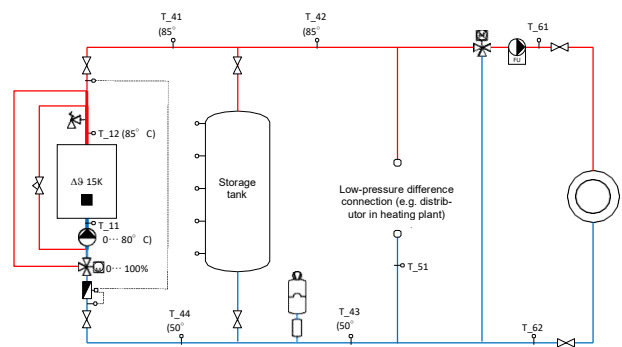 T_41
(85°
T_42
(85°
M
T_61
FU
T_12 (85° C)
Δϑ 15K
Storage
tank
Low-pressure difference
connection (e.g. distrib-
utor in heating plant)
T_11
0··· 80° C)
0··· 100%
T_51
T_44
(50°
T_43
(50°
T_62